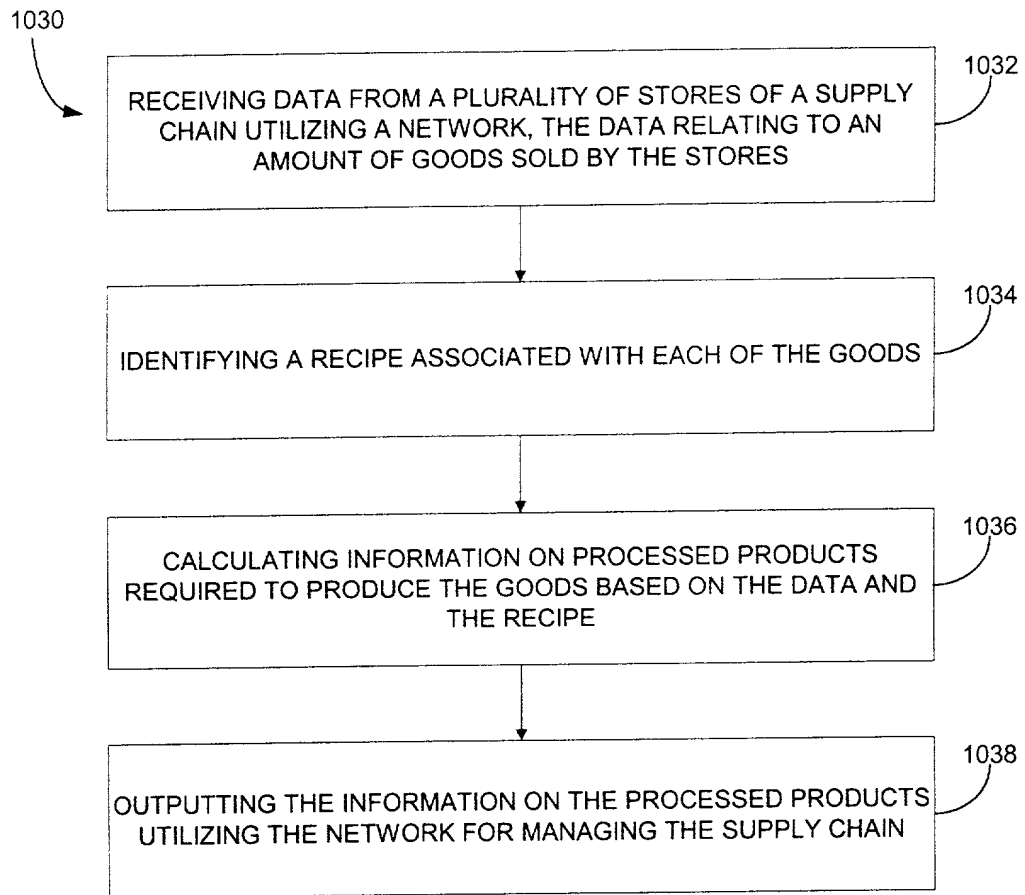 1030
1032
RECEIVING DATA FROM A PLURALITY OF STORES OF A SUPPLY
CHAIN UTILIZING A NETWORK, THE DATA RELATING TO AN
AMOUNT OF GOODS SOLD BY THE STORES
1034
IDENTIFYING A RECIPE ASSOCIATED WITH EACH OF THE GOODS
1036
CALCULATING INFORMATION ON PROCESSED PRODUCTS
REQUIRED TO PRODUCE THE GOODS BASED ON THE DATA AND
THE RECIPE
1038
OUTPUTTING THE INFORMATION ON THE PROCESSED PRODUCTS
UTILIZING THE NETWORK FOR MANAGING THE SUPPLY CHAIN